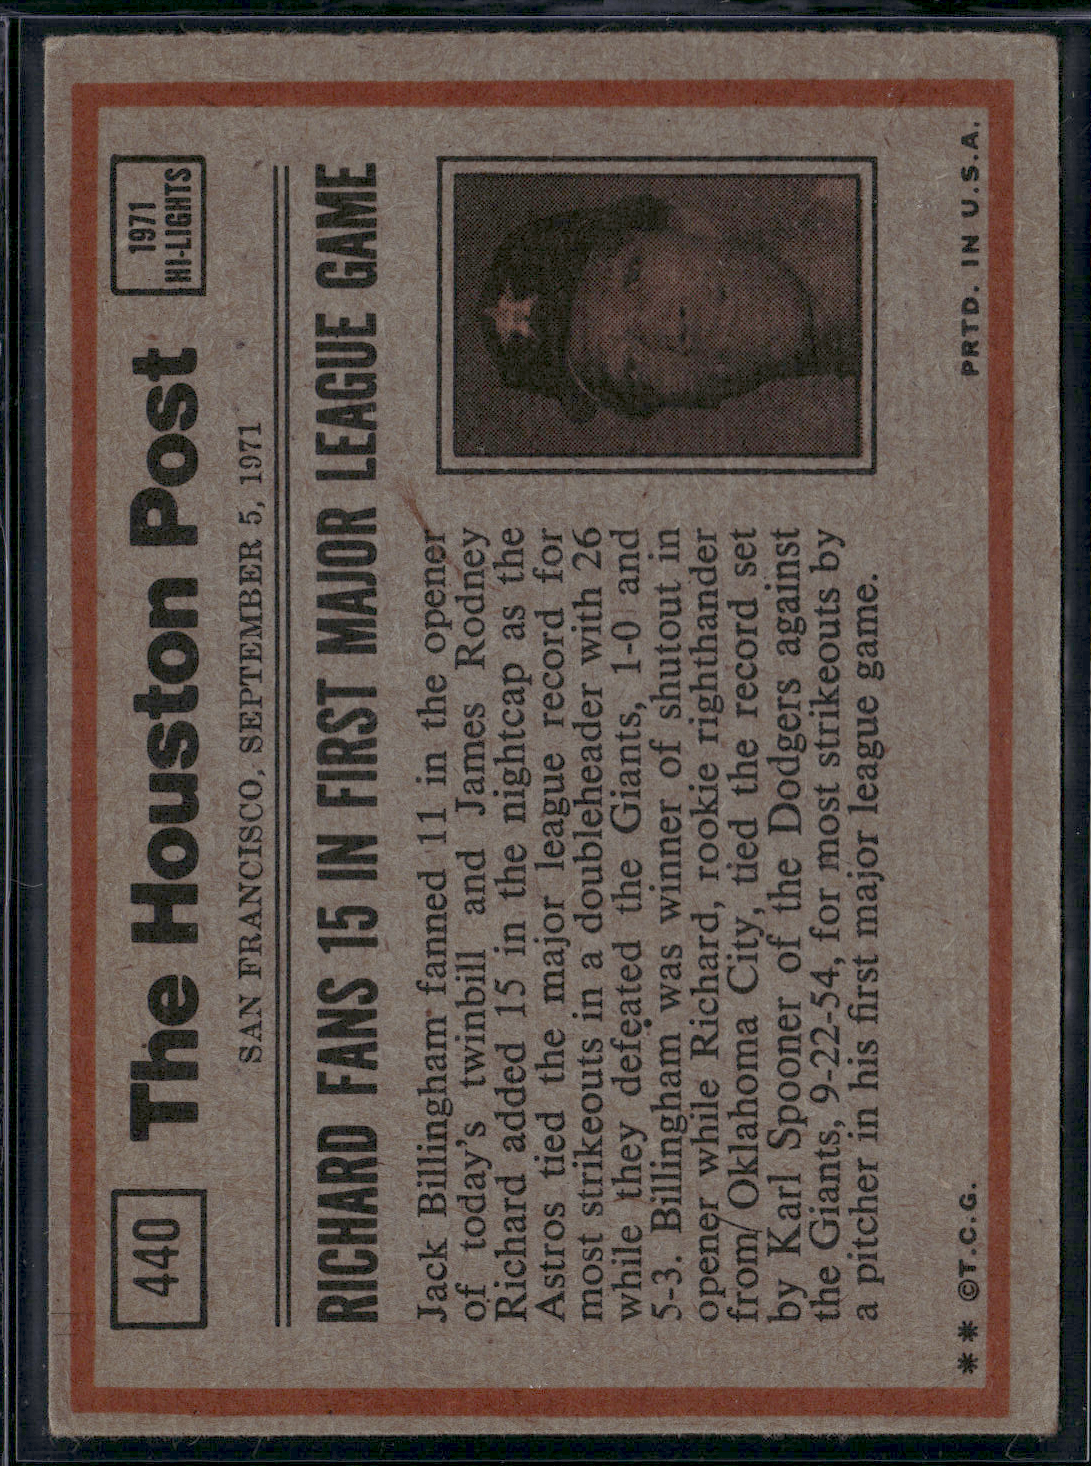 440
The Houston Post
1971
HI-LIGHTS
SAN FRANCISCO, SEPTEMBER 5, 1971
RICHARD FANS 15 IN FIRST MAJOR LEAGUE GAME
Jack Billingham fanned 11 in the opener
of today's twinbill and James Rodney
Richard added 15 in the nightcap as the
Astros tied the major league record for
most strikeouts in a doubleheader with 26
while they defeated the Giants, 1-0 and
5-3. Billingham was winner of shutout in
opener while Richard, rookie righthander
from Oklahoma City, tied the record set
by Karl Spooner of the Dodgers against
the Giants, 9-22-54, for most strikeouts by
a pitcher in his first major league game.
** ©T.C.G.
PRTD. IN U.S.A.